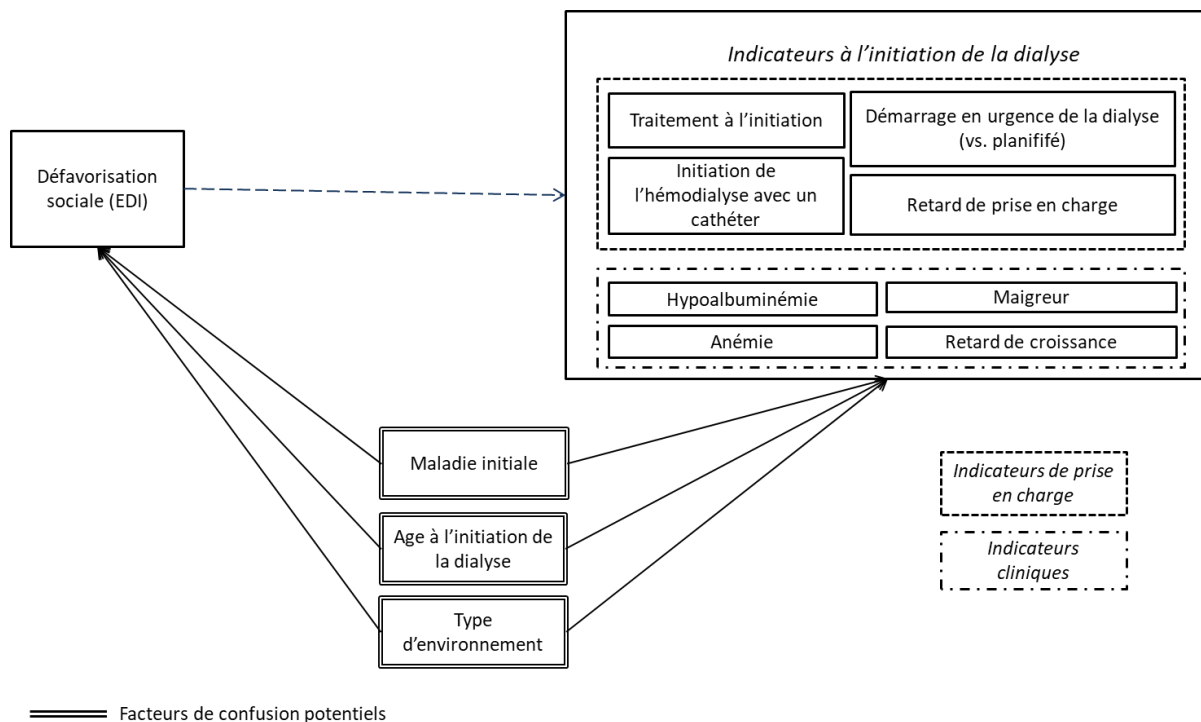 Indicateurs à l'initiation de la dialyse
Traitement à l'initiation
Démarrage en urgence de la dialyse
(vs. planififé)
Initiation de
l'hémodialyse avec un
cathéter
Retard de prise en charge
Défavorisation
sociale (EDI)
Hypoalbuminémie
Maigreur
Anémie
Retard de croissance
Maladie initiale
Age à l'initiation de
la dialyse
Type
d'environnement
Indicateurs de prise
en charge
Indicateurs
cliniques
Facteurs de confusion potentiels